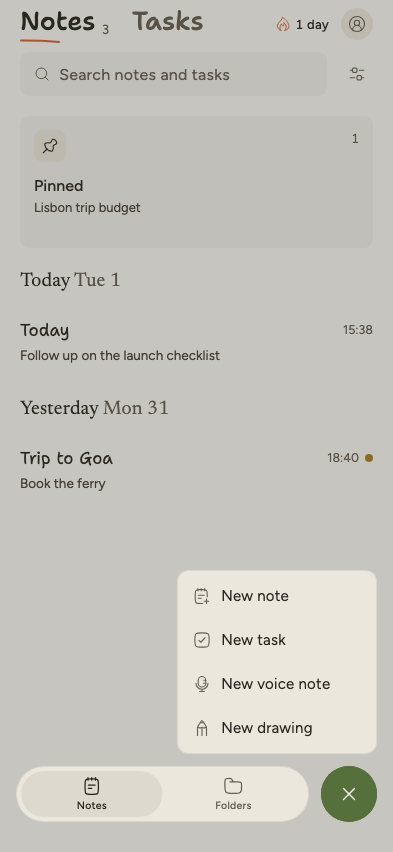 Notes 3 Tasks 1 day
Search notes and tasks
1
Pinned
Lisbon trip budget
Today Tue 1
Today 15:38
Follow up on the launch checklist
Yesterday Mon 31
Trip to Goa 18:40
Book the ferry
New note
New task
New voice note
New drawing
Notes Folders